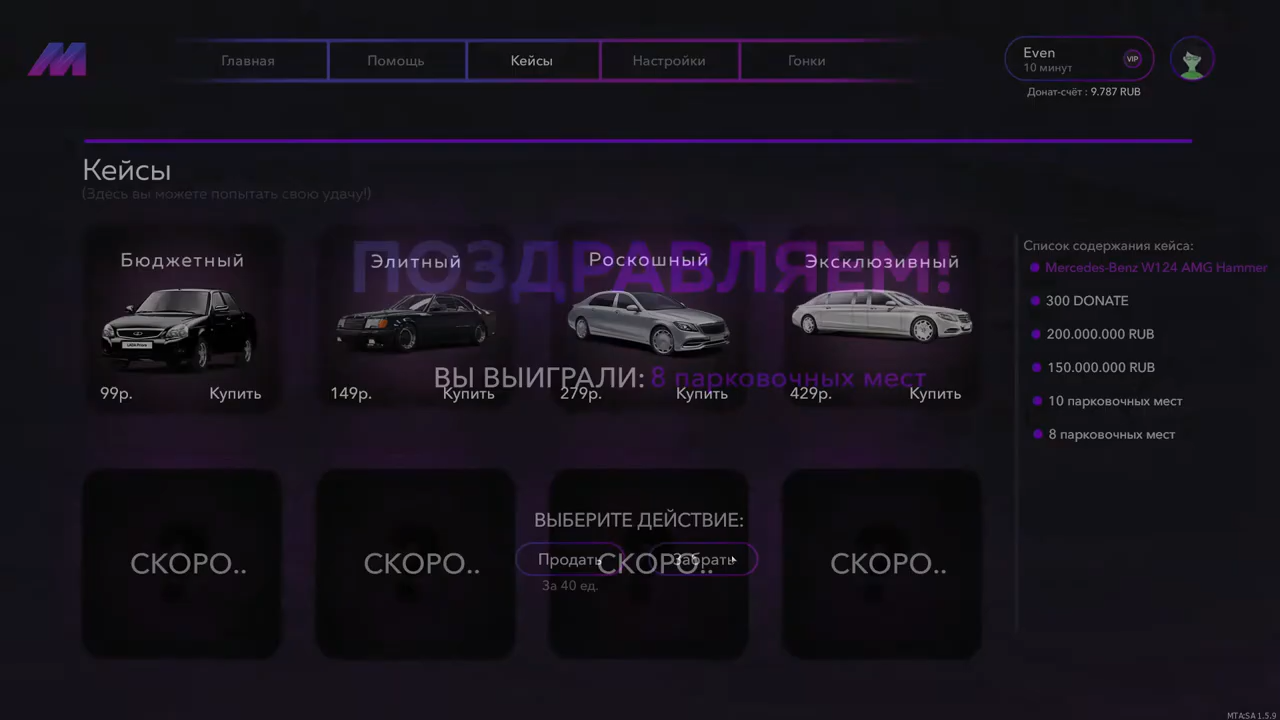 Главная
Помощь
Кейсы
Настройки
Гонки
Even
10 минут
VIP
Донат-счёт : 9.787 RUB
Кейсы
(Здесь вы можете попытать свою удачу!)
ПОЗДРАВЛЯЕМ!
Бюджетный
Элитный
Роскошный
Эксклюзивный
ВЫ ВЫИГРАЛИ: 8 парковочных мест
99р. Купить
149р. Купить
279р. Купить
429р. Купить
Список содержания кейса:
Mercedes-Benz W124 AMG Hammer
300 DONATE
200.000.000 RUB
150.000.000 RUB
10 парковочных мест
8 парковочных мест
ВЫБЕРИТЕ ДЕЙСТВИЕ:
Продать
Забрать
За 40 ед.
СКОРО..
СКОРО..
СКОРО..
СКОРО..
MTA:SA 1.5.9